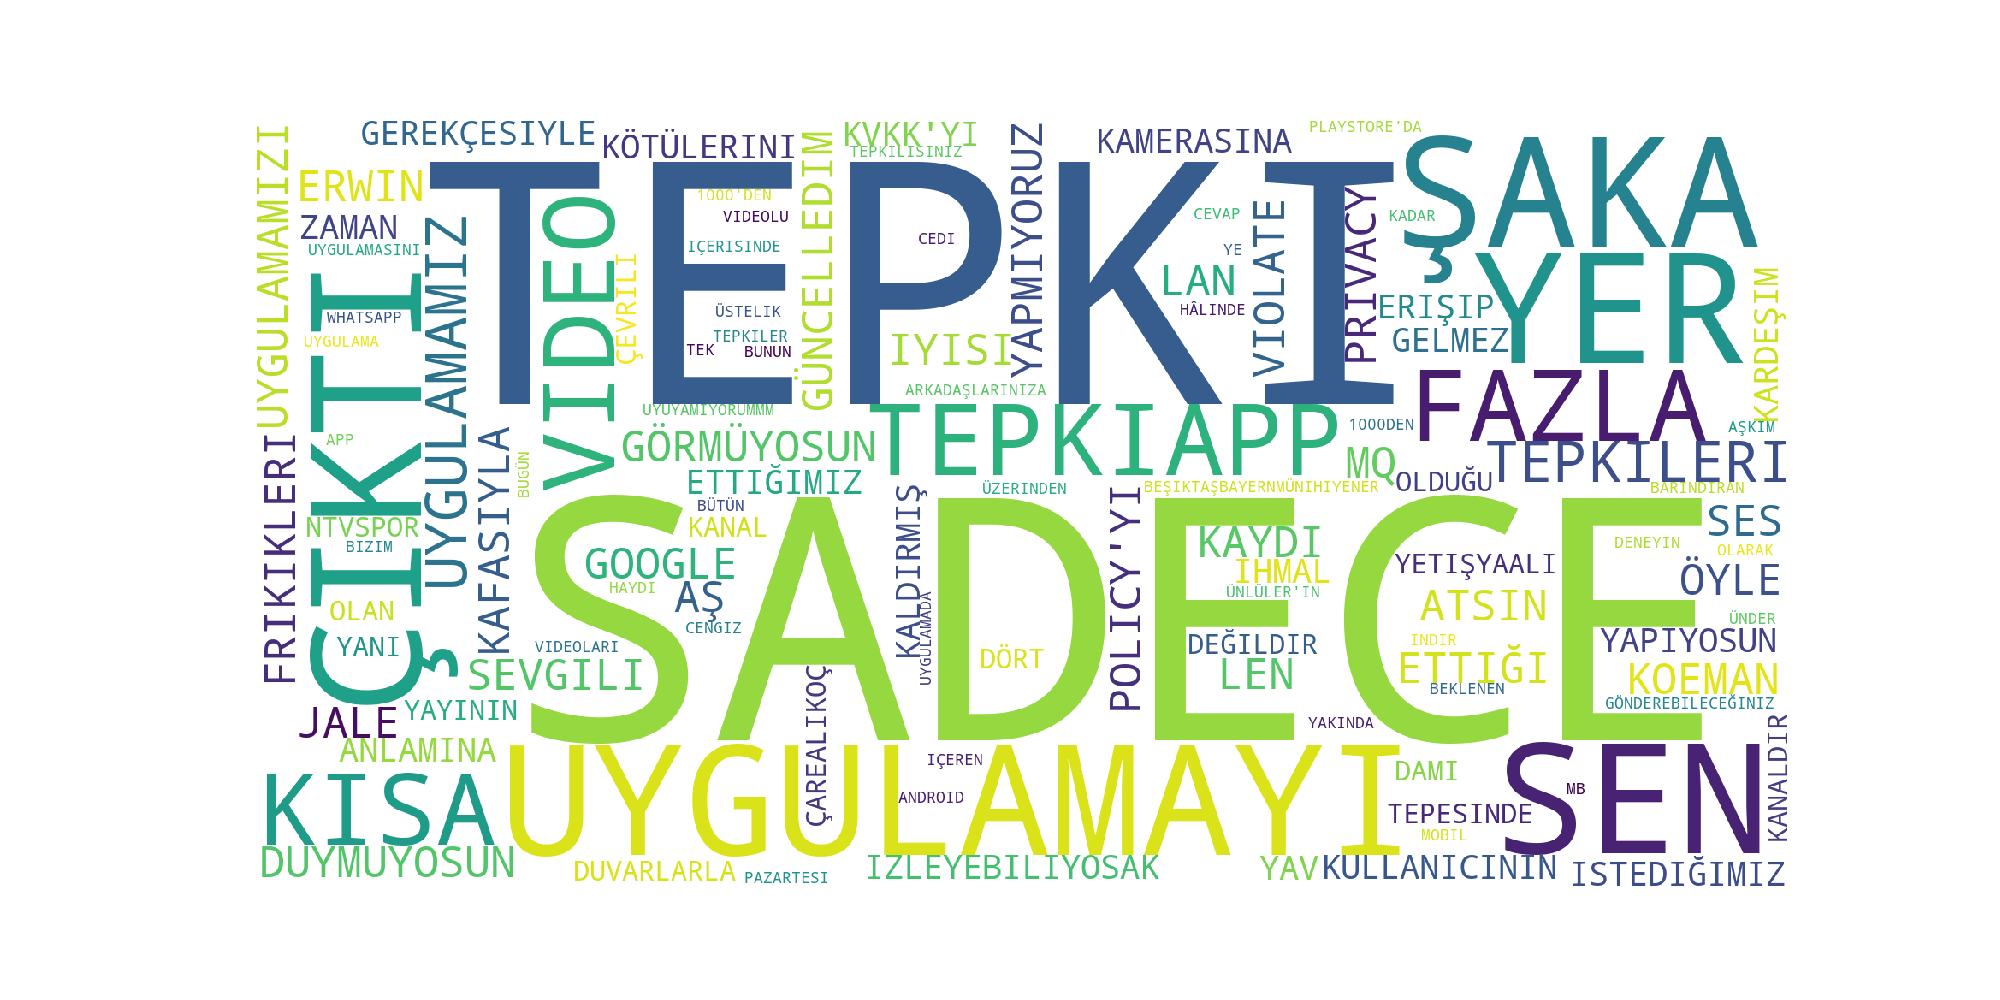 GEREKÇESIYLE
KÖTÜLERINI
KVKK'YI
TEPKILISINIZ
KAMERASINA
PLAYSTORE'DA
UYGULAMAMIZI
ERWIN
ZAMAN
UYGULAMASINI
TEPKI
1000'DEN
VIDEOLU
IÇERISINDE
CEDI
CEVAP
YE
KADAR
ŞAKA
YER
UYGULAMAMIZ
VIDEO
ÇEVRILI
ÜSTELIK
TEPKILER
TEK
BUNUN
GÜNCELLEDIM
IYISI
YAPMIYORUZ
LAN
HÂLINDE
VIOLATE
PRIVACY
ERIŞIP
GELMEZ
KARDEŞIM
ÇIKTI
WHATSAPP
UYGULAMA
UYUYAMIYORUMMM
ARKADAŞLARINIZA
TEPKIAPP
1000DEN
FAZLA
AŞKIM
APP
FRIKIKLERI
KAFASIYLA
BUGÜN
GÖRMÜYOSUN
ETTIĞIMIZ
ÜZERINDEN
MQ
OLDUĞU
TEPKILERI
BEŞIKTAŞBAYERNMÜNIHIYENER
BARINDIRAN
NTVSPOR
BIZIM
BÜTÜN
KANAL
KALDIRMIŞ
POLICY'YI
SADECE
KAYDI
SES
DENEYIN
OLARAK
GOOGLE
HAYDI
AŞ
CENGIZ
IHMAL
ÜNLÜLER'IN
YETIŞYAALI
ÖYLE
OLAN
YANI
VIDEOLARI
UYGULAMADA
DÖRT
DEĞILDIR
LEN
ATSIN
INDIR
ÜNDER
YAPIYOSUN
SEVGILI
ETTIĞI
BEKLENEN
KOEMAN
GÖNDEREBILECEĞINIZ
JALE
YAYININ
ANLAMINA
ÇAREALIKOÇ
YAKINDA
KANALDIR
KISA
UYGULAMAYI
IÇEREN
ANDROID
DAMI
TEPESINDE
MOBIL
SEN
MB
DUYMUYOSUN
DUVARLARLA
PAZARTESI
IZLEYEBILIYOSAK
YAV
KULLANICININ
ISTEDIĞIMIZ